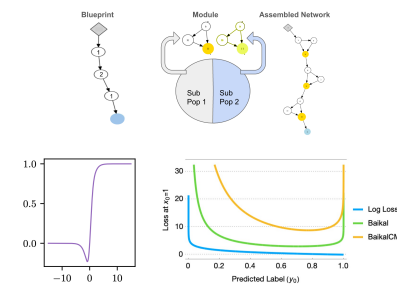 Blueprint
Module
Assembled Network
1
2
1
Sub
Pop 1
Sub
Pop 2
1.0
0.5
0.0
−10
0
10
Loss at x₀=1
30
20
10
0
0
0.2
0.4
0.6
0.8
1.0
Predicted Label (y₀)
Log Loss
Baikal
BaikalCM